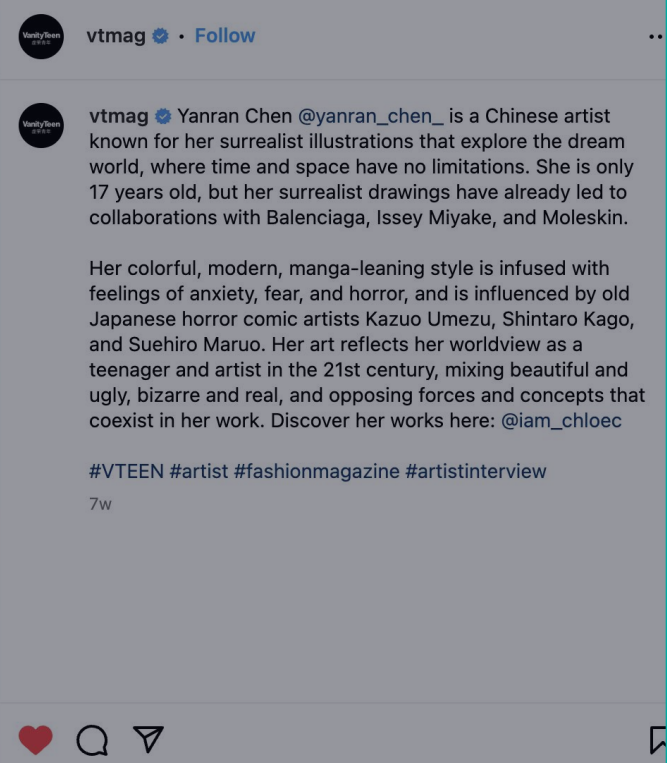 VanityTeen
vtmag • Follow
VanityTeen
vtmag Yanran Chen @yanran_chen_ is a Chinese artist
known for her surrealist illustrations that explore the dream
world, where time and space have no limitations. She is only
17 years old, but her surrealist drawings have already led to
collaborations with Balenciaga, Issey Miyake, and Moleskin.
Her colorful, modern, manga-leaning style is infused with
feelings of anxiety, fear, and horror, and is influenced by old
Japanese horror comic artists Kazuo Umezu, Shintaro Kago,
and Suehiro Maruo. Her art reflects her worldview as a
teenager and artist in the 21st century, mixing beautiful and
ugly, bizarre and real, and opposing forces and concepts that
coexist in her work. Discover her works here: @iam_chloec
#VTEEN #artist #fashionmagazine #artistinterview
7w